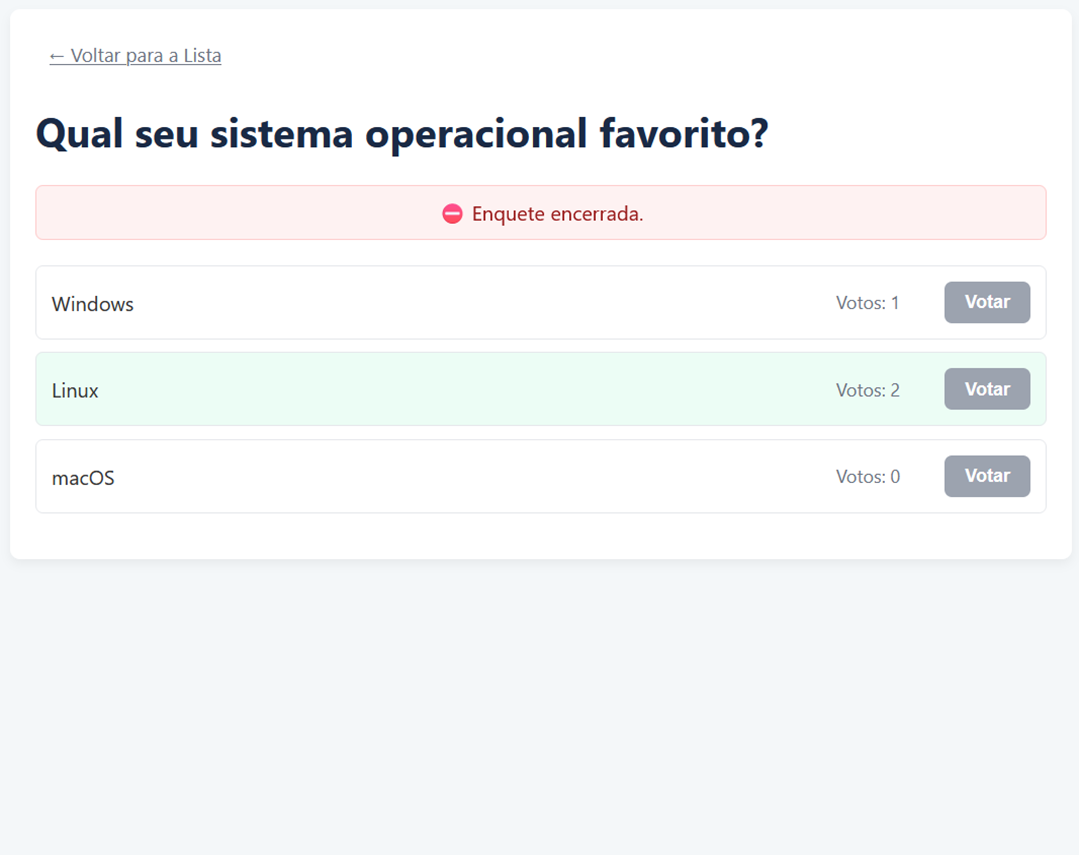 ← Voltar para a Lista
Qual seu sistema operacional favorito?
⛔ Enquete encerrada.
Windows Votos: 1 Votar
Linux Votos: 2 Votar
macOS Votos: 0 Votar